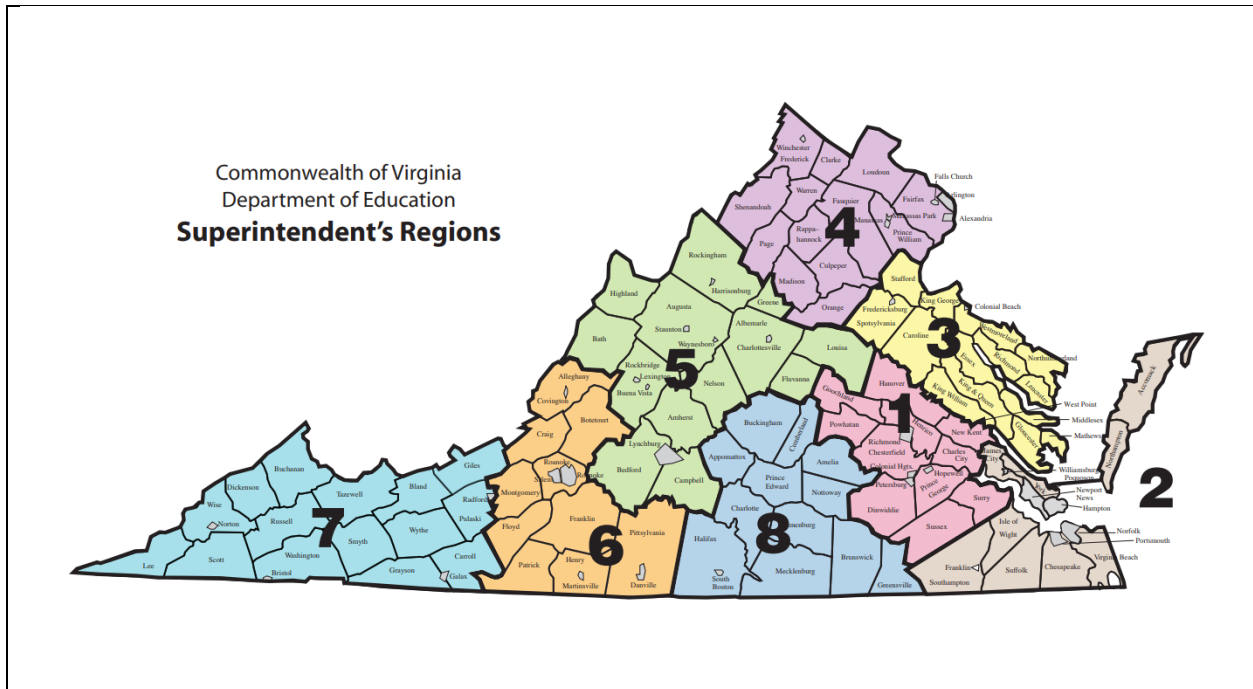 Commonwealth of Virginia
Department of Education
Superintendent's Regions
Winchester
Frederick
Clarke
Loudoun
Falls Church
Arlington
Fairfax
Alexandria
Warren
Fauquier
Shenandoah
Manassas
Manassas Park
4
Prince
William
Rappa-
hannock
Page
Culpeper
Madison
Orange
Rockingham
Harrisonburg
Greene
Highland
Augusta
Albemarle
Staunton
Waynesboro
Charlottesville
Louisa
Bath
Rockbridge
Lexington
5
Nelson
Fluvanna
Buena Vista
Amherst
Lynchburg
Bedford
Campbell
Stafford
King George
Colonial Beach
Fredericksburg
Spotsylvania
Caroline
3
Westmoreland
Northumberland
Richmond
Essex
Lancaster
King & Queen
King William
West Point
Middlesex
Gloucester
Mathews
Accomack
Northampton
Hanover
Goochland
1
Powhatan
Henrico
New Kent
Richmond
Chesterfield
Charles
City
James
City
Colonial Hgts.
Hopewell
Petersburg
Prince
George
Dinwiddie
Surry
Sussex
Williamsburg
Poquoson
York
Newport
News
2
Hampton
Norfolk
Portsmouth
Virginia Beach
Isle of
Wight
Franklin
Southampton
Suffolk
Chesapeake
Alleghany
Covington
Botetourt
Craig
Roanoke
Salem
Roanoke
Montgomery
Floyd
Franklin
Pittsylvania
6
Patrick
Henry
Martinsville
Danville
Buckingham
Cumberland
Appomattox
Amelia
Prince
Edward
Nottoway
Charlotte
8
Halifax
Brunswick
Mecklenburg
South
Boston
Greensville
Giles
Buchanan
Dickenson
Tazewell
Bland
Radford
Wise
Norton
Russell
7
Wythe
Pulaski
Smyth
Scott
Washington
Carroll
Lee
Bristol
Grayson
Galax